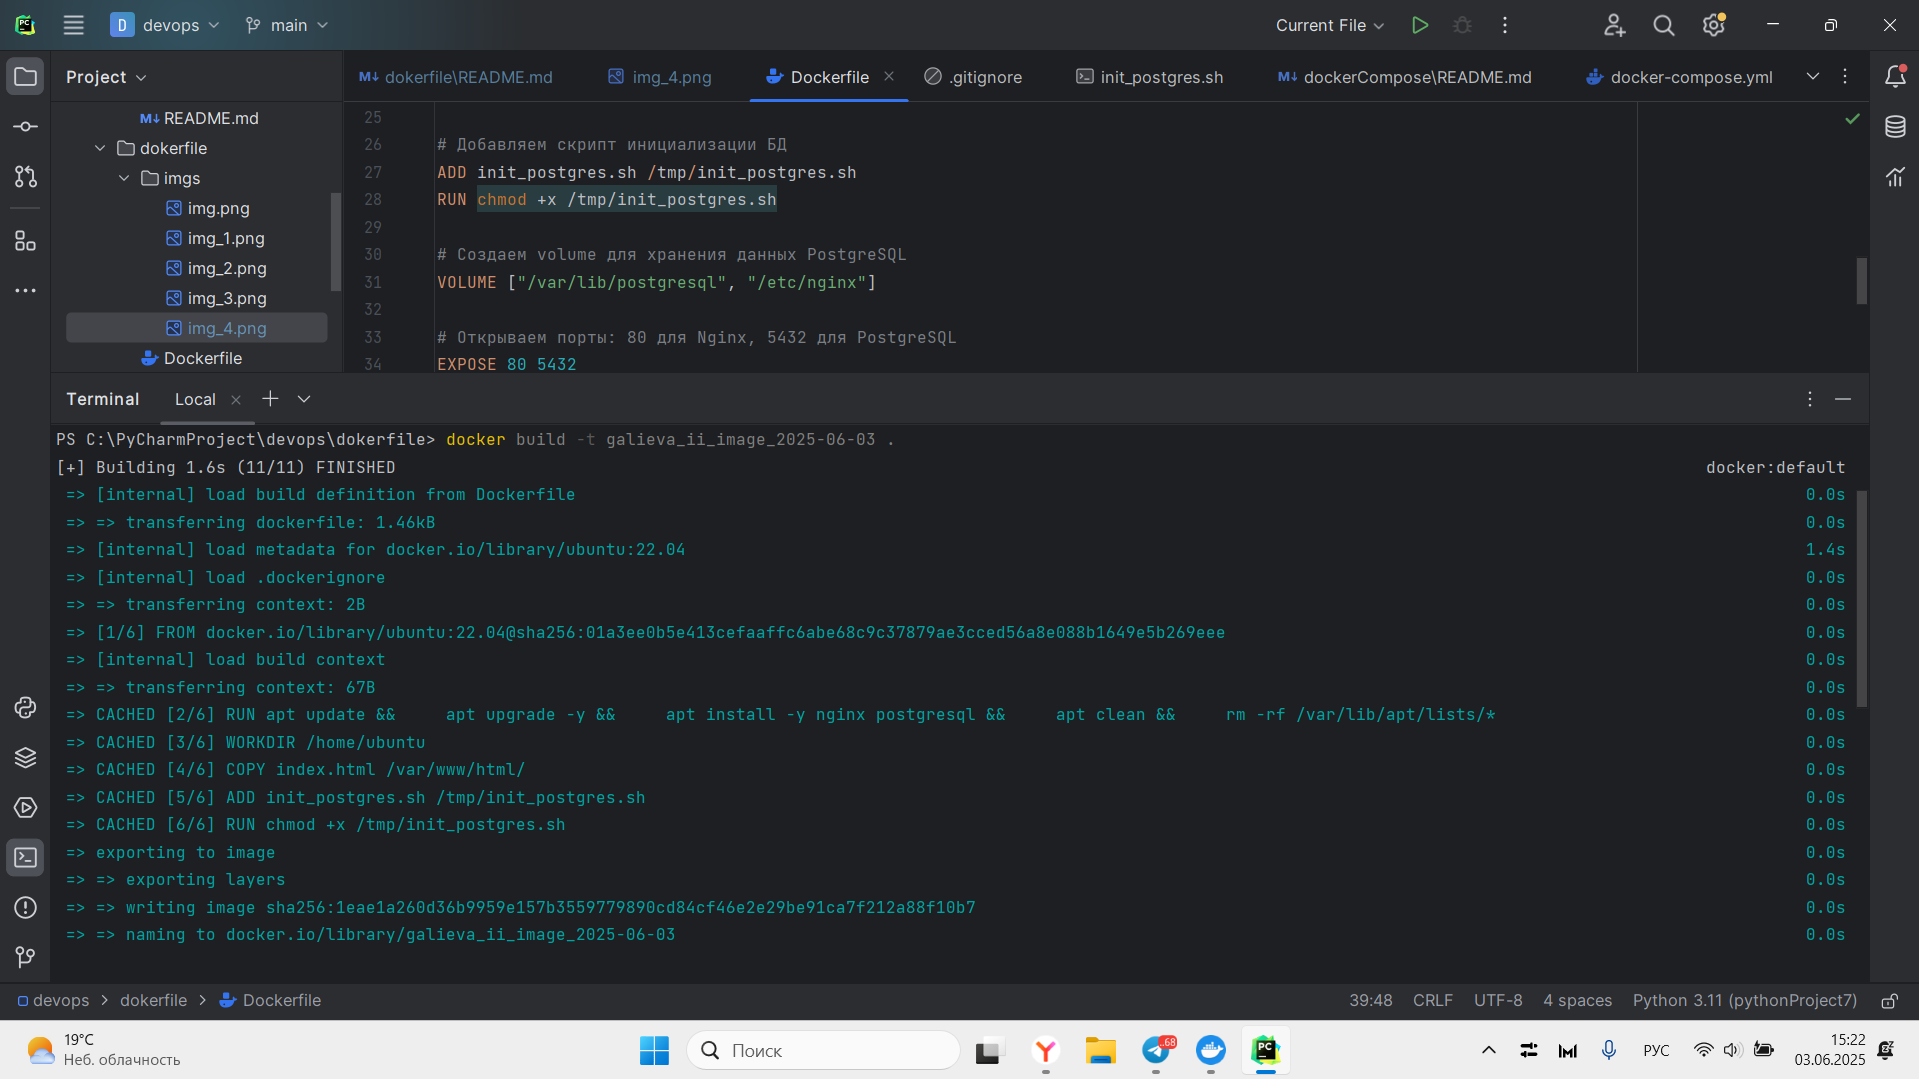 D devops main Current File
Project
M↓ dokerfile\README.md img_4.png Dockerfile .gitignore init_postgres.sh M↓ dockerCompose\README.md docker-compose.yml
M↓ README.md
dokerfile
imgs
img.png
img_1.png
img_2.png
img_3.png
img_4.png
Dockerfile
25
26 # Добавляем скрипт инициализации БД
27 ADD init_postgres.sh /tmp/init_postgres.sh
28 RUN chmod +x /tmp/init_postgres.sh
29
30 # Создаем volume для хранения данных PostgreSQL
31 VOLUME ["/var/lib/postgresql", "/etc/nginx"]
32
33 # Открываем порты: 80 для Nginx, 5432 для PostgreSQL
34 EXPOSE 80 5432
Terminal Local
PS C:\PyCharmProject\devops\dokerfile> docker build -t galieva_ii_image_2025-06-03 .
[+] Building 1.6s (11/11) FINISHED docker:default
=> [internal] load build definition from Dockerfile 0.0s
=> => transferring dockerfile: 1.46kB 0.0s
=> [internal] load metadata for docker.io/library/ubuntu:22.04 1.4s
=> [internal] load .dockerignore 0.0s
=> => transferring context: 2B 0.0s
=> [1/6] FROM docker.io/library/ubuntu:22.04@sha256:01a3ee0b5e413cefaaffc6abe68c9c37879ae3cced56a8e088b1649e5b269eee 0.0s
=> [internal] load build context 0.0s
=> => transferring context: 67B 0.0s
=> CACHED [2/6] RUN apt update && apt upgrade -y && apt install -y nginx postgresql && apt clean && rm -rf /var/lib/apt/lists/* 0.0s
=> CACHED [3/6] WORKDIR /home/ubuntu 0.0s
=> CACHED [4/6] COPY index.html /var/www/html/ 0.0s
=> CACHED [5/6] ADD init_postgres.sh /tmp/init_postgres.sh 0.0s
=> CACHED [6/6] RUN chmod +x /tmp/init_postgres.sh 0.0s
=> exporting to image 0.0s
=> => exporting layers 0.0s
=> => writing image sha256:1eae1a260d36b9959e157b3559779890cd84cf46e2e29be91ca7f212a88f10b7 0.0s
=> => naming to docker.io/library/galieva_ii_image_2025-06-03 0.0s
devops > dokerfile > Dockerfile 39:48 CRLF UTF-8 4 spaces Python 3.11 (pythonProject7)
19°C
Неб. облачность
Поиск
.68
PC
РУС
15:22
03.06.2025